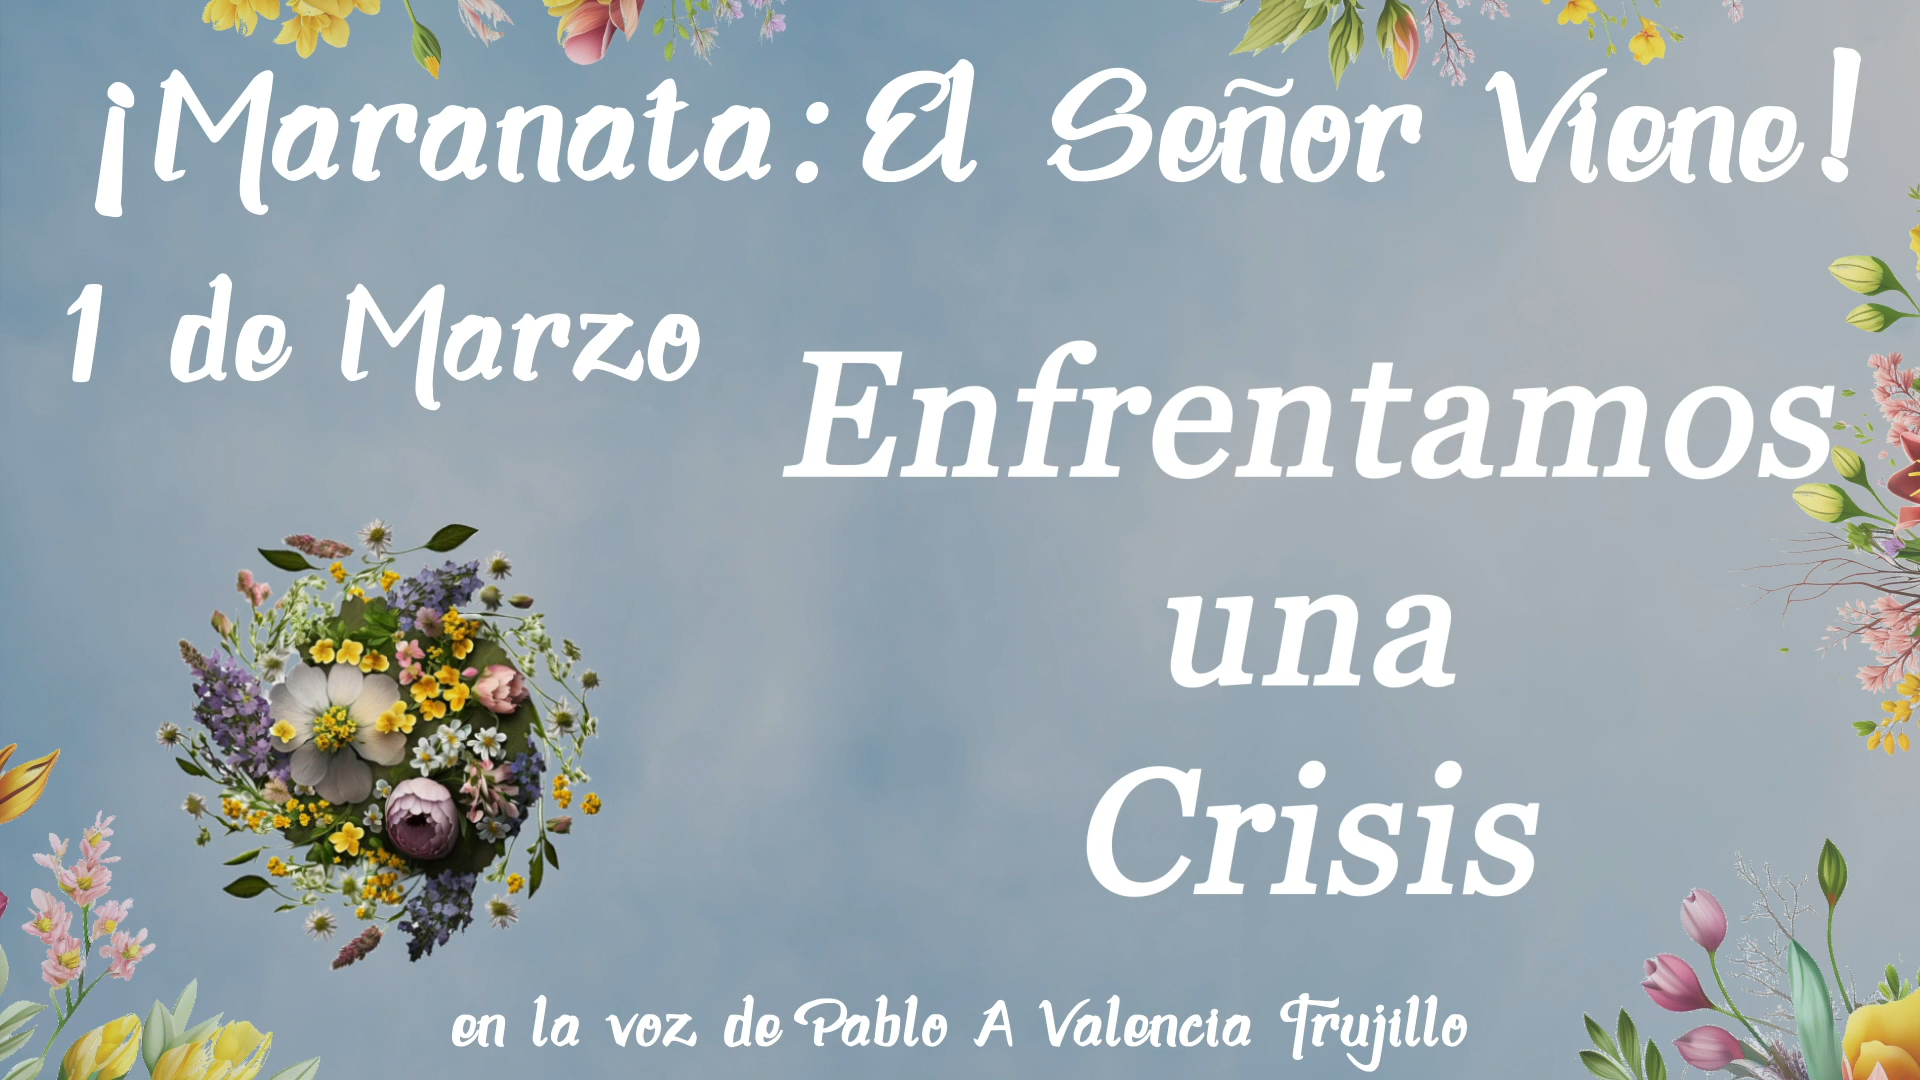 ¡Maranata: El Señor Viene!
1 de Marzo
Enfrentamos
una
Crisis
en la voz de Pablo A Valencia Trujillo